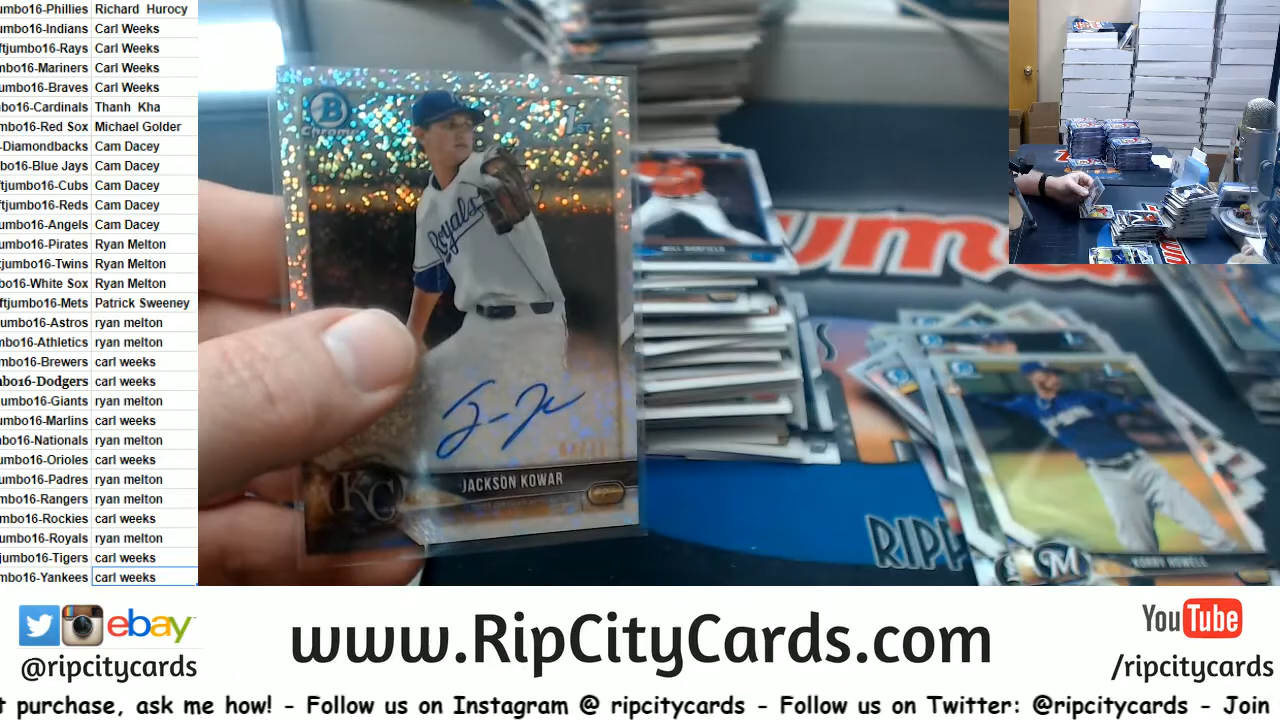 umbo16-Phillies Richard Hurocy
umbo16-Indians Carl Weeks
ftjumbo16-Rays Carl Weeks
mbo16-Mariners Carl Weeks
umbo16-Braves Carl Weeks
bo16-Cardinals Thanh Kha
mbo16-Red Sox Michael Golder
-Diamondbacks Cam Dacey
bo16-Blue Jays Cam Dacey
tjumbo16-Cubs Cam Dacey
ftjumbo16-Reds Cam Dacey
umbo16-Angels Cam Dacey
umbo16-Pirates Ryan Melton
tjumbo16-Twins Ryan Melton
bo16-White Sox Ryan Melton
ftjumbo16-Mets Patrick Sweeney
umbo16-Astros ryan melton
mbo16-Athletics ryan melton
mbo16-Brewers carl weeks
nbo16-Dodgers carl weeks
jumbo16-Giants ryan melton
umbo16-Marlins carl weeks
mbo16-Nationals ryan melton
umbo16-Orioles carl weeks
umbo16-Padres ryan melton
mbo16-Rangers ryan melton
mbo16-Rockies carl weeks
umbo16-Royals ryan melton
jumbo16-Tigers carl weeks
mbo16-Yankees carl weeks
B
Chrome
1ST
Royals
KC
JACKSON KOWAR
um
RIPP
M
KORRY HOWELL
ebay
@ripcitycards
www.RipCityCards.com
YouTube
/ripcitycards
t purchase, ask me how! - Follow us on Instagram @ ripcitycards - Follow us on Twitter: @ripcitycards - Join